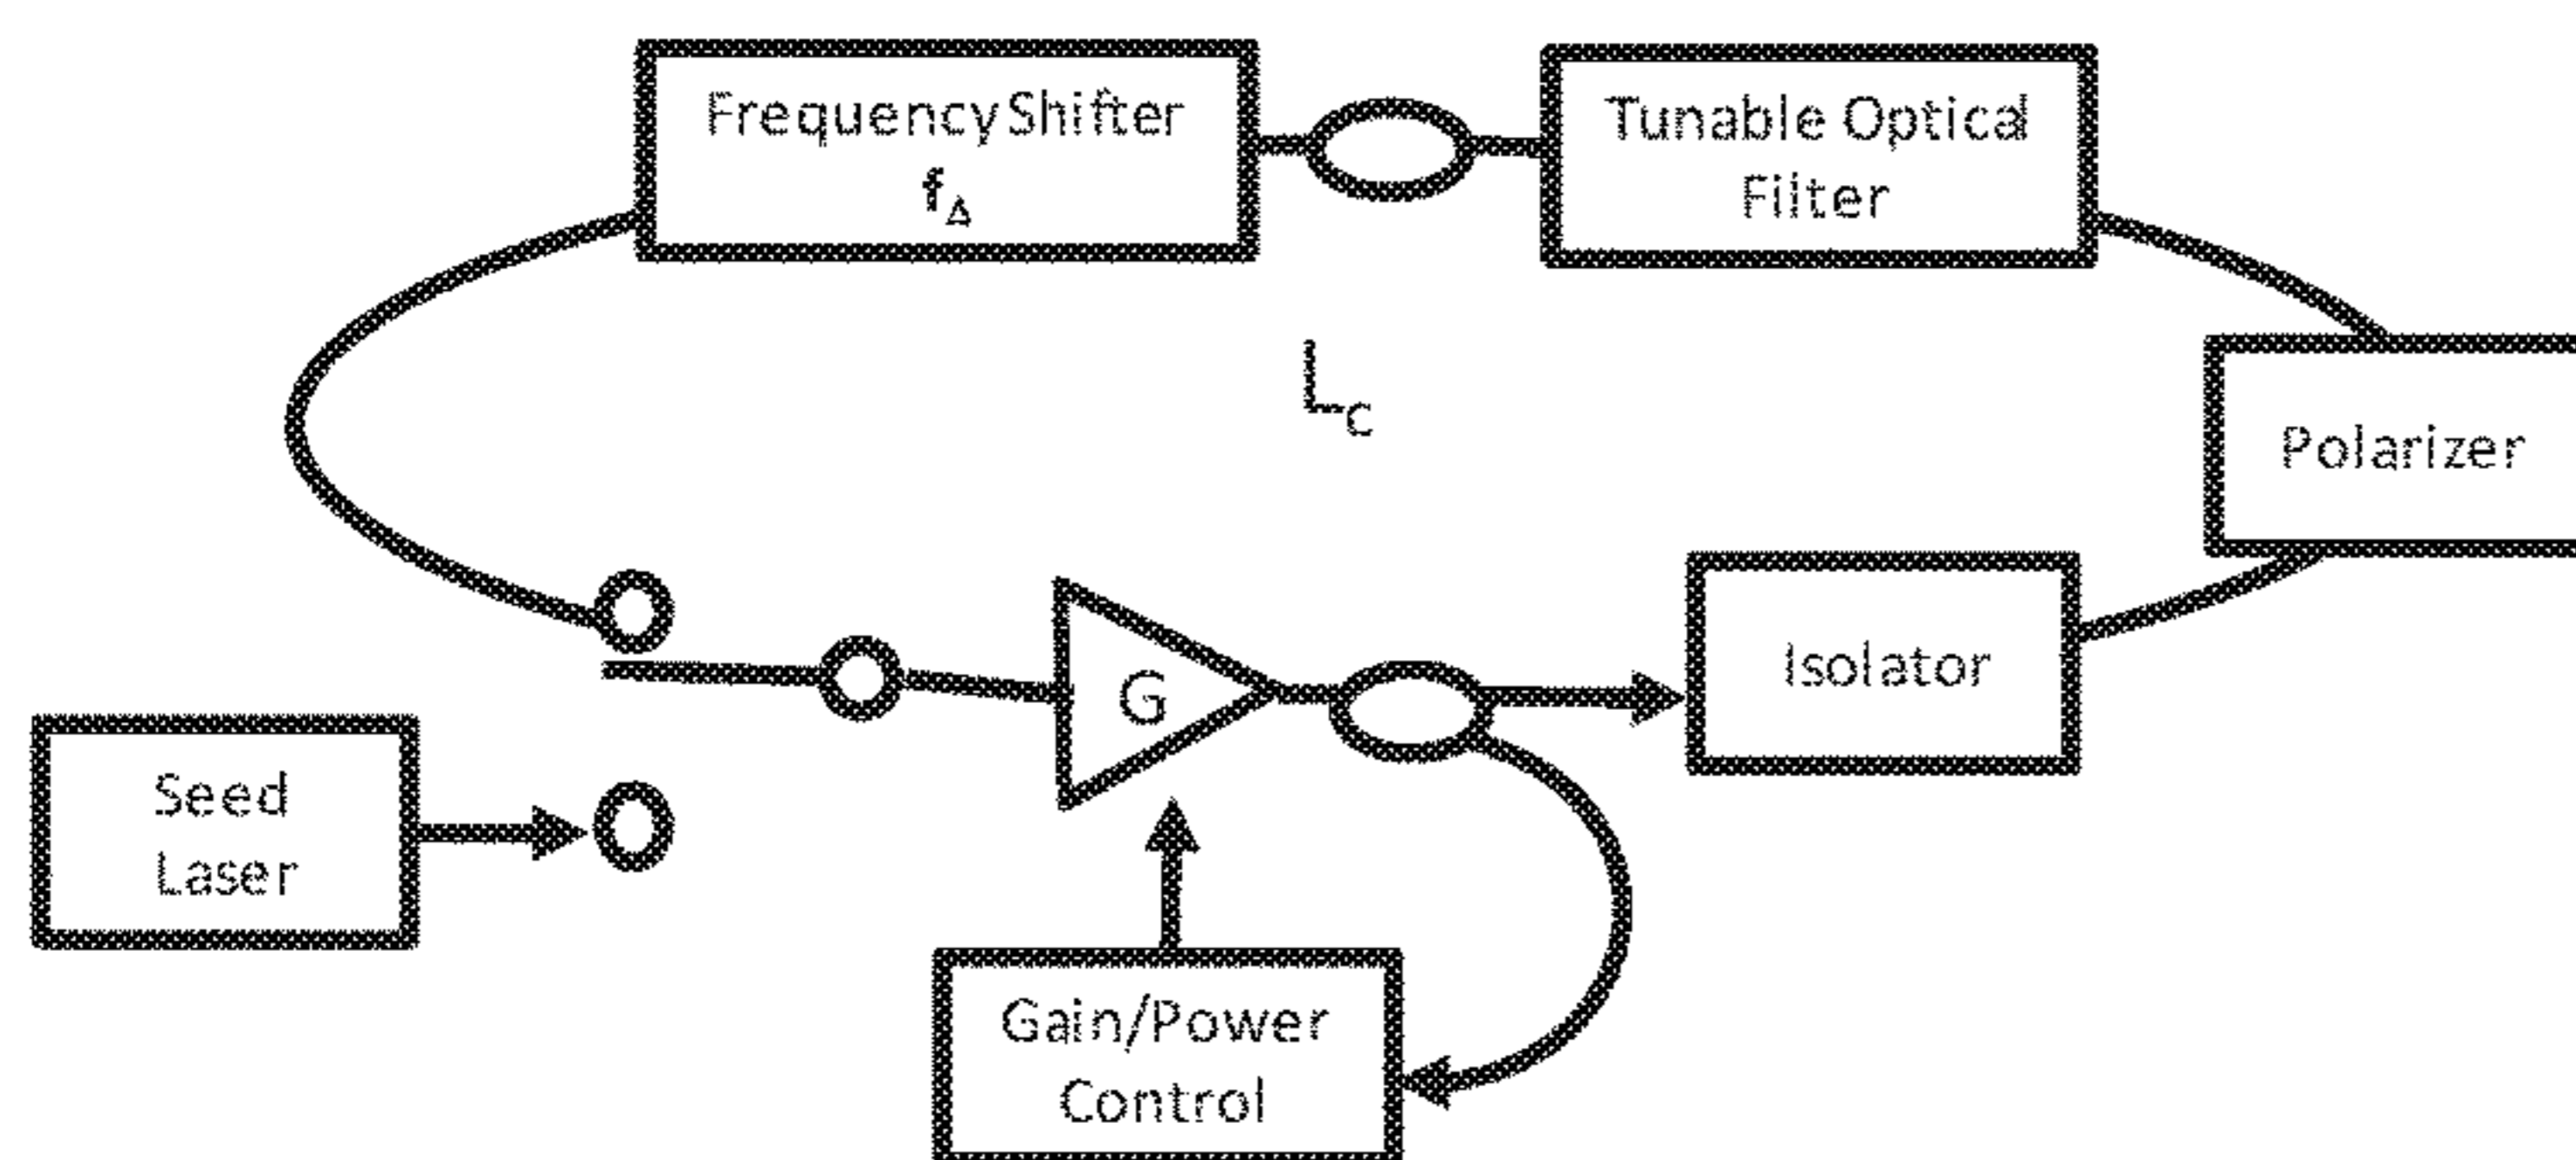 Frequency Shifter
fΔ
Tunable Optical
Filter
LC
Polarizer
G
Isolator
Seed
Laser
Gain/Power
Control